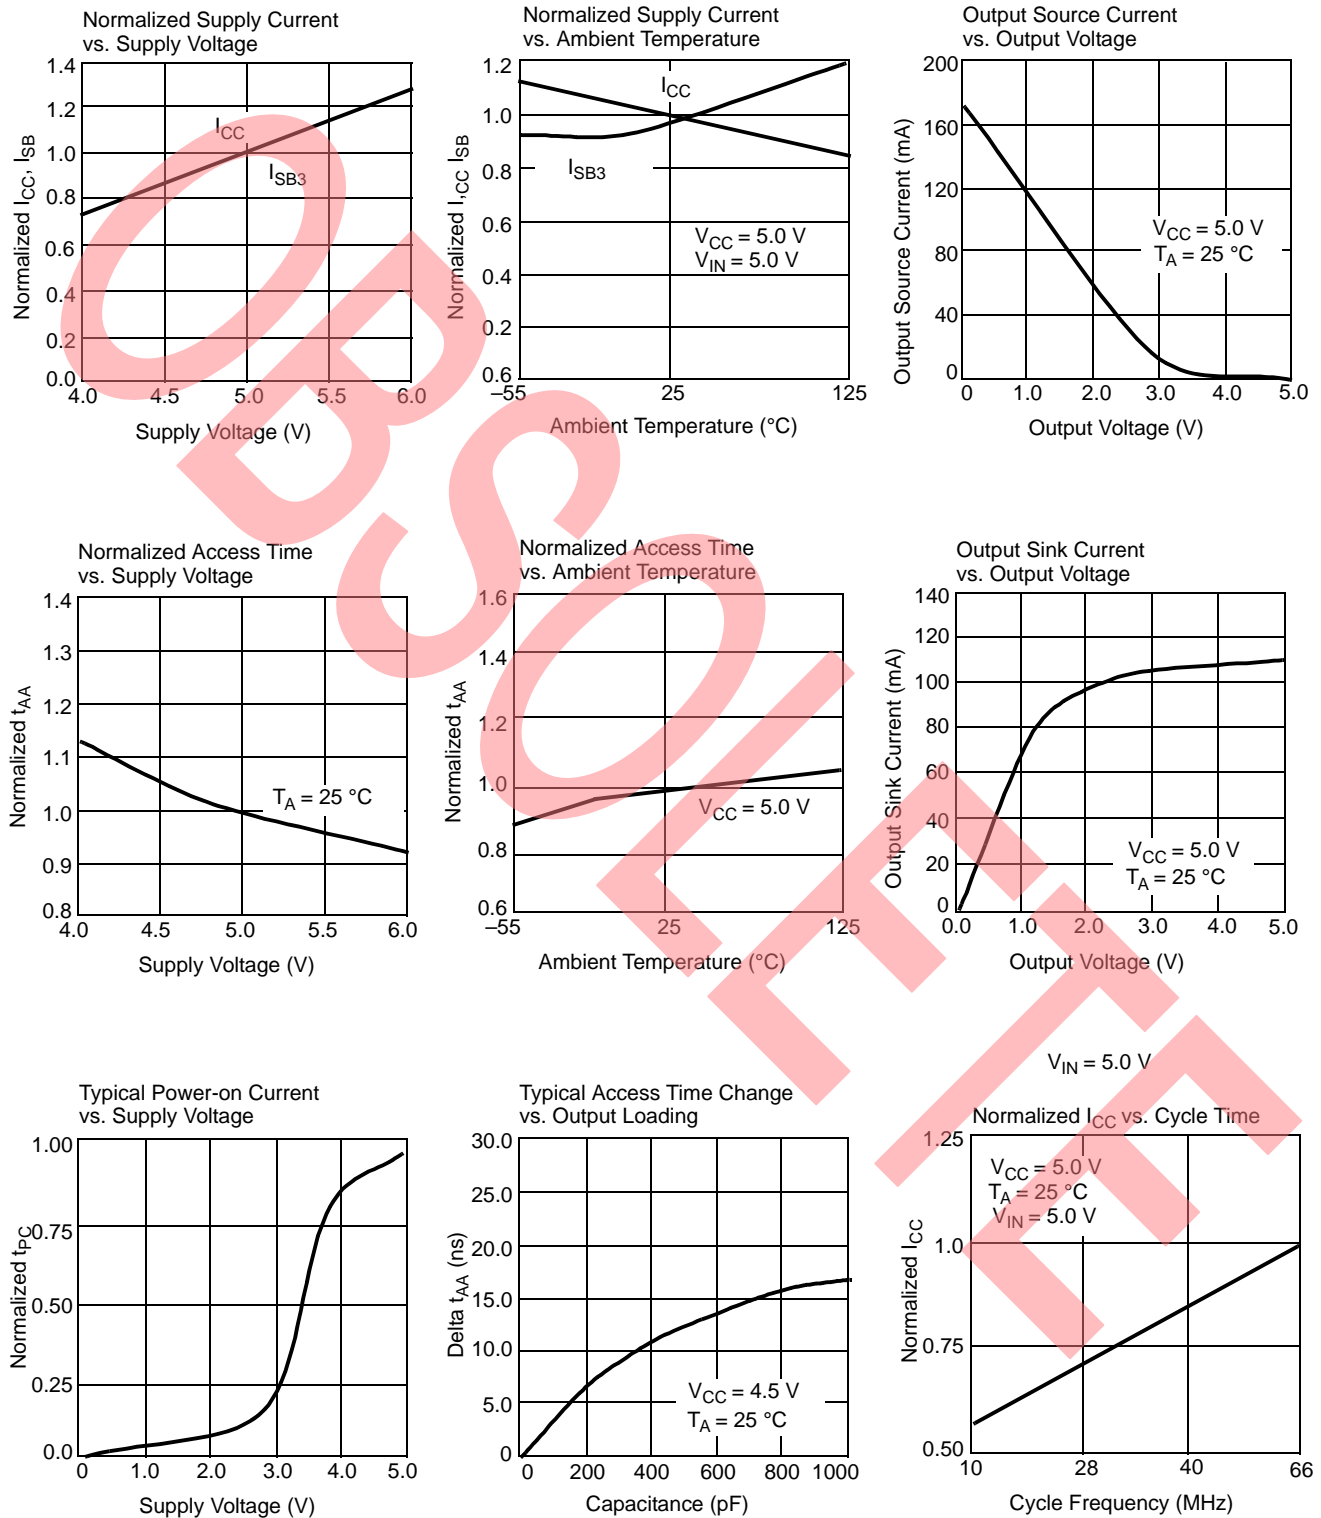 Normalized Supply Current
vs. Supply Voltage
1.4
1.2
1.0
0.8
0.6
0.4
0.2
0.0
4.0 4.5 5.0 5.5 6.0
Normalized ICC, ISB
ICC
ISB3
Supply Voltage (V)
Normalized Supply Current
vs. Ambient Temperature
1.2
1.0
0.8
0.6
0.4
0.2
0.6
–55 25 125
Normalized I,CC ISB
ICC
ISB3
VCC = 5.0 V
VIN = 5.0 V
Ambient Temperature (°C)
Output Source Current
vs. Output Voltage
200
160
120
80
40
0
0 1.0 2.0 3.0 4.0 5.0
Output Source Current (mA)
VCC = 5.0 V
TA = 25 °C
Output Voltage (V)
Normalized Access Time
vs. Supply Voltage
1.4
1.3
1.2
1.1
1.0
0.9
0.8
4.0 4.5 5.0 5.5 6.0
Normalized tAA
TA = 25 °C
Supply Voltage (V)
Normalized Access Time
vs. Ambient Temperature
1.6
1.4
1.2
1.0
0.8
0.6
–55 25 125
Normalized tAA
VCC = 5.0 V
Ambient Temperature (°C)
Output Sink Current
vs. Output Voltage
140
120
100
80
60
40
20
0
0.0 1.0 2.0 3.0 4.0 5.0
Output Sink Current (mA)
VCC = 5.0 V
TA = 25 °C
Output Voltage (V)
Typical Power-on Current
vs. Supply Voltage
1.00
0.75
0.50
0.25
0.0
0 1.0 2.0 3.0 4.0 5.0
Normalized tPC
Supply Voltage (V)
Typical Access Time Change
vs. Output Loading
30.0
25.0
20.0
15.0
10.0
5.0
0
0 200 400 600 800 1000
Delta tAA (ns)
VCC = 4.5 V
TA = 25 °C
Capacitance (pF)
VIN = 5.0 V
Normalized ICC vs. Cycle Time
1.25
1.0
0.75
0.50
10 28 40 66
Normalized ICC
VCC = 5.0 V
TA = 25 °C
VIN = 5.0 V
Cycle Frequency (MHz)
OBSOLETE